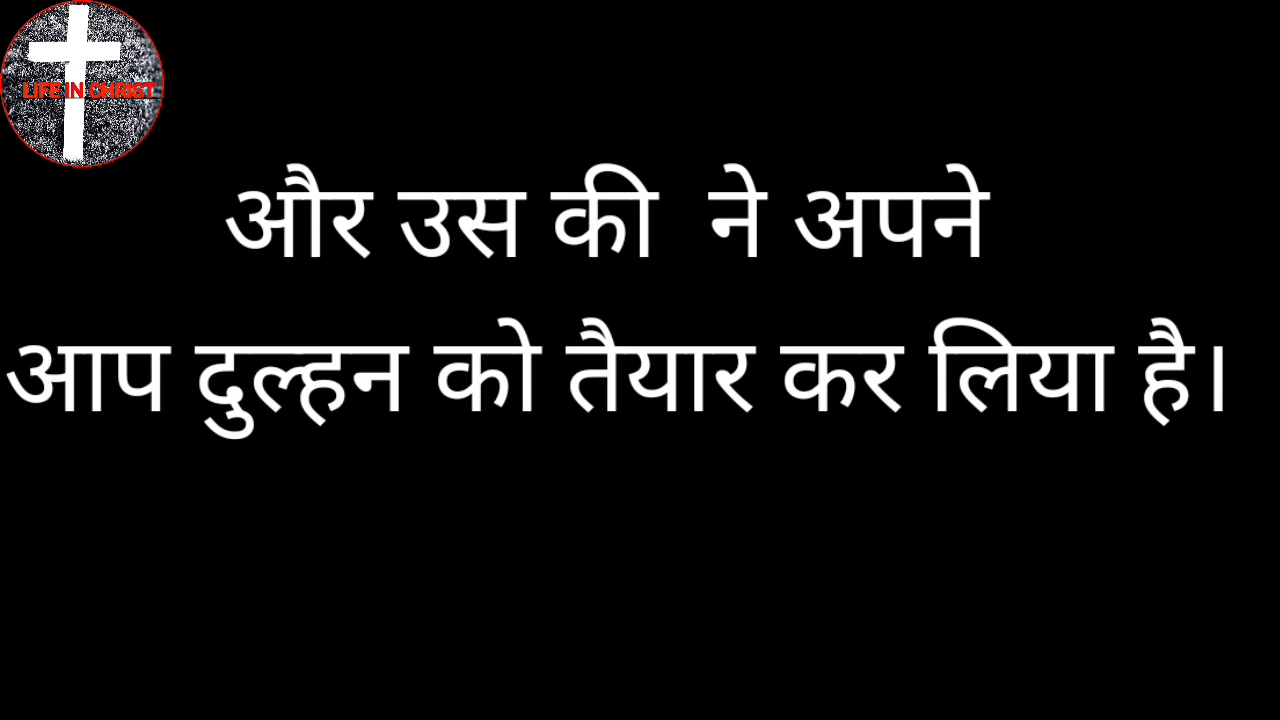 LIFE IN CHRIST
और उस की ने अपने
आप दुल्हन को तैयार कर लिया है।